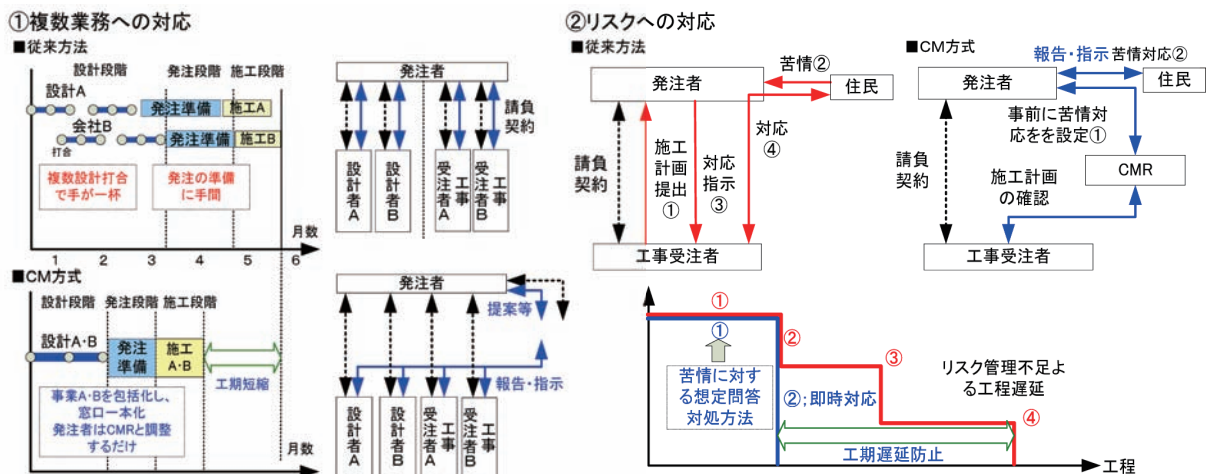 ①複数業務への対応
■従来方法
設計段階
発注段階
施工段階
設計A
発注準備
施工A
会社B
発注準備
施工B
打合
複数設計打合
で手が一杯
発注の準備
に手間
月数
1 2 3 4 5 6
発注者
請負
契約
設計者A
設計者B
工事
受注者A
工事
受注者B
■CM方式
設計段階
発注段階
施工段階
設計A・B
発注
準備
施工
A・B
工期短縮
事業A・Bを包括化し、
窓口一本化
発注者はCMRと調整
するだけ
月数
発注者
提案等
報告・指示
設計者A
設計者B
工事
受注者A
工事
受注者B
②リスクへの対応
■従来方法
発注者
苦情②
住民
請負
契約
施工
計画
提出
①
対応
指示
③
対応
④
工事受注者
■CM方式
発注者
報告・指示
苦情対応②
住民
事前に苦情対
応をを設定①
請負
契約
CMR
施工計画
の確認
工事受注者
①
①
②
③
④
苦情に対す
る想定問答
対処方法
②;即時対応
リスク管理不足よ
る工程遅延
工期遅延防止
工程